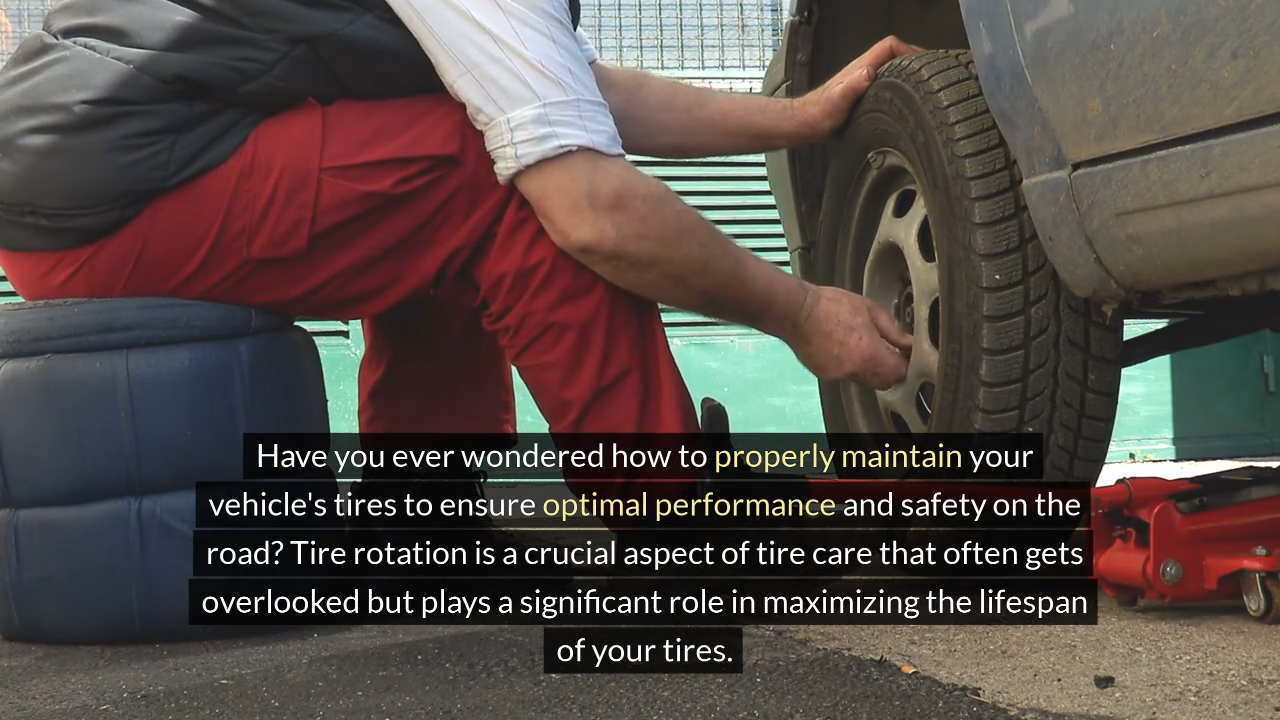 Have you ever wondered how to properly maintain your
vehicle's tires to ensure optimal performance and safety on the
road? Tire rotation is a crucial aspect of tire care that often gets
overlooked but plays a significant role in maximizing the lifespan
of your tires.